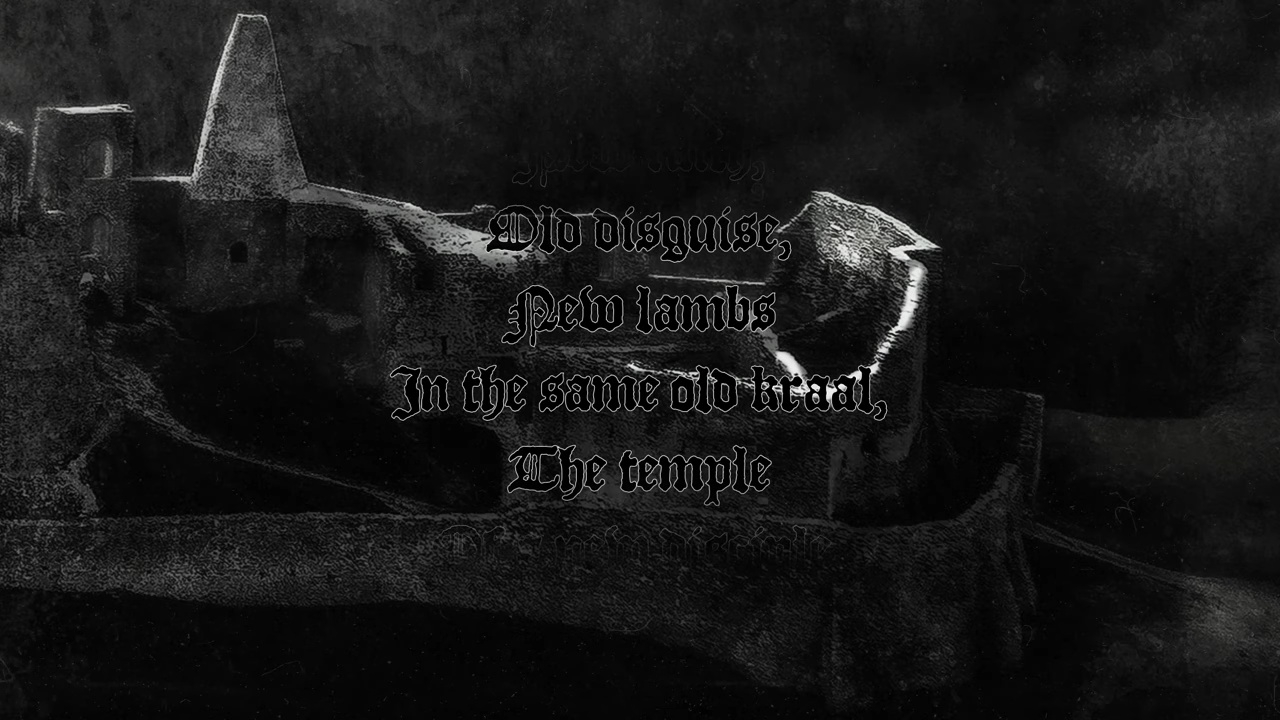 Old disguise,
New lambs
In the same old kraal,
The temple